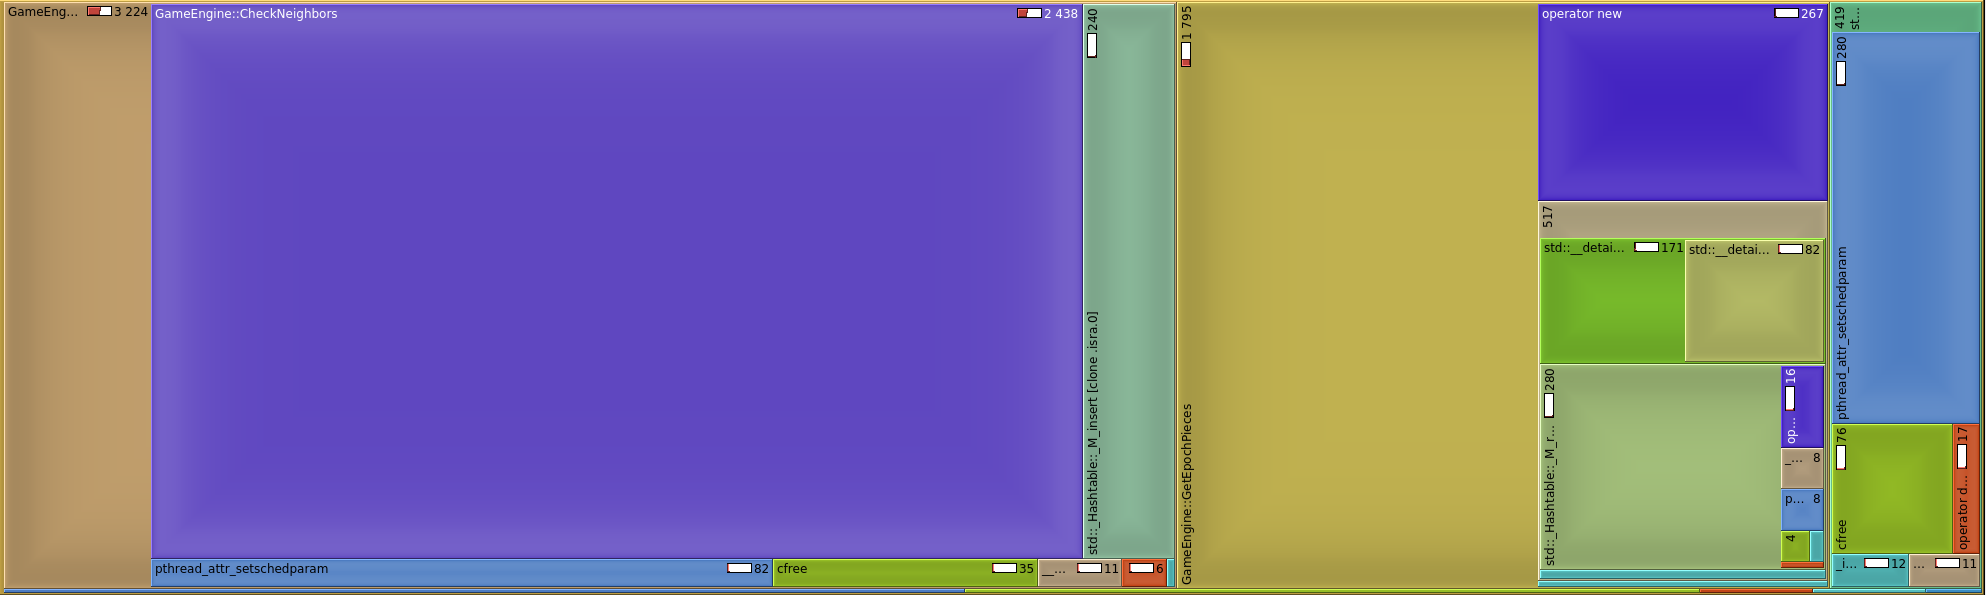 GameEng... 3 224
GameEngine::CheckNeighbors 2 438
std::_Hashtable::_M_insert [clone .isra.0] 240
pthread_attr_setschedparam 82
cfree 35
__... 11
6
GameEngine::GetEpochPieces 1 795
operator new 267
517
std::__detai... 171
std::__detai... 82
std::_Hashtable::_M_r... 280
op... 16
_... 8
p... 8
4
st... 419
pthread_attr_setschedparam 280
cfree 76
operator d... 17
_i... 12
... 11